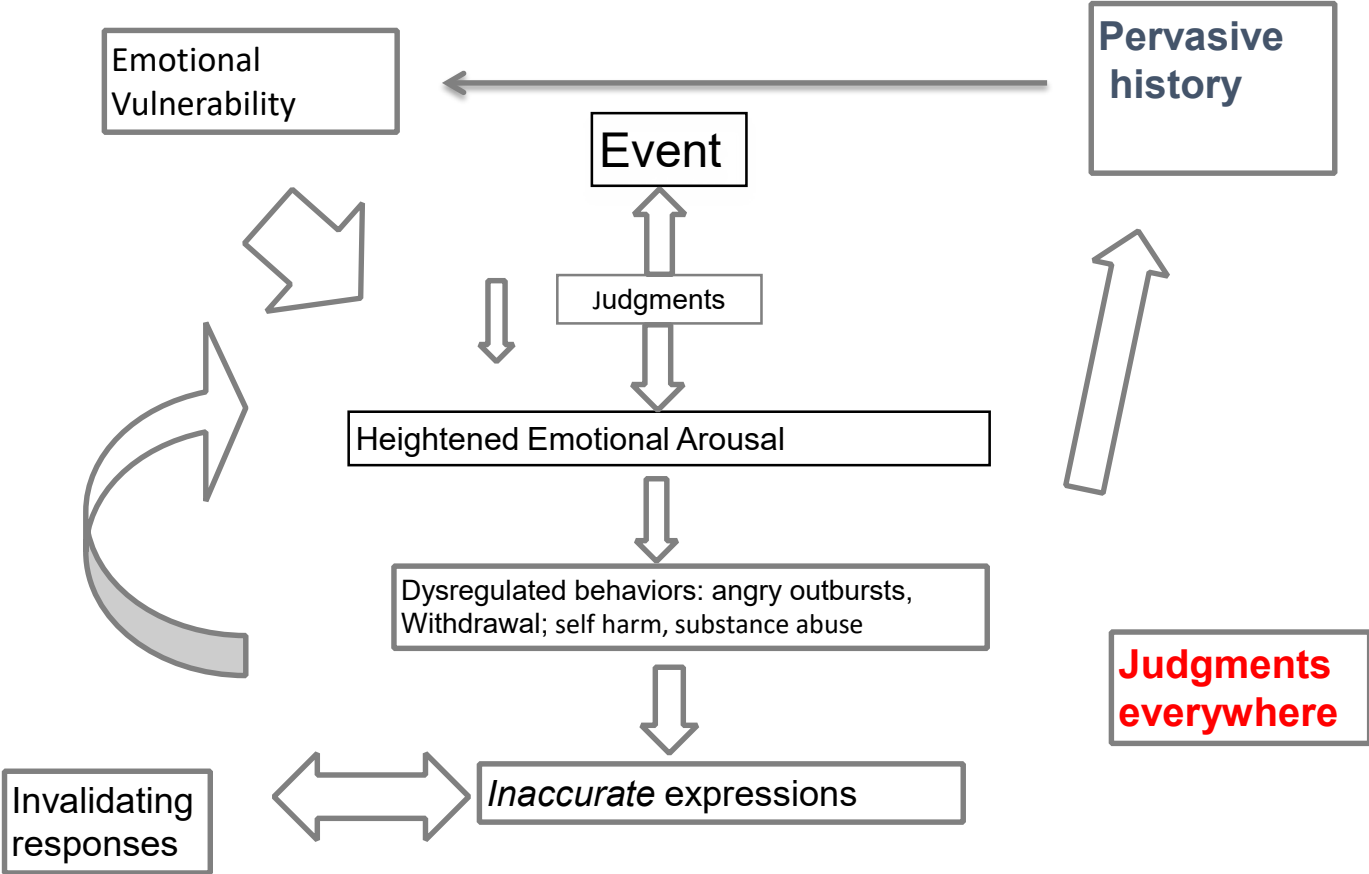 Emotional
Vulnerability
Pervasive
history
Event
Judgments
Heightened Emotional Arousal
Dysregulated behaviors: angry outbursts,
Withdrawal; self harm, substance abuse
Judgments
everywhere
Inaccurate expressions
Invalidating
responses